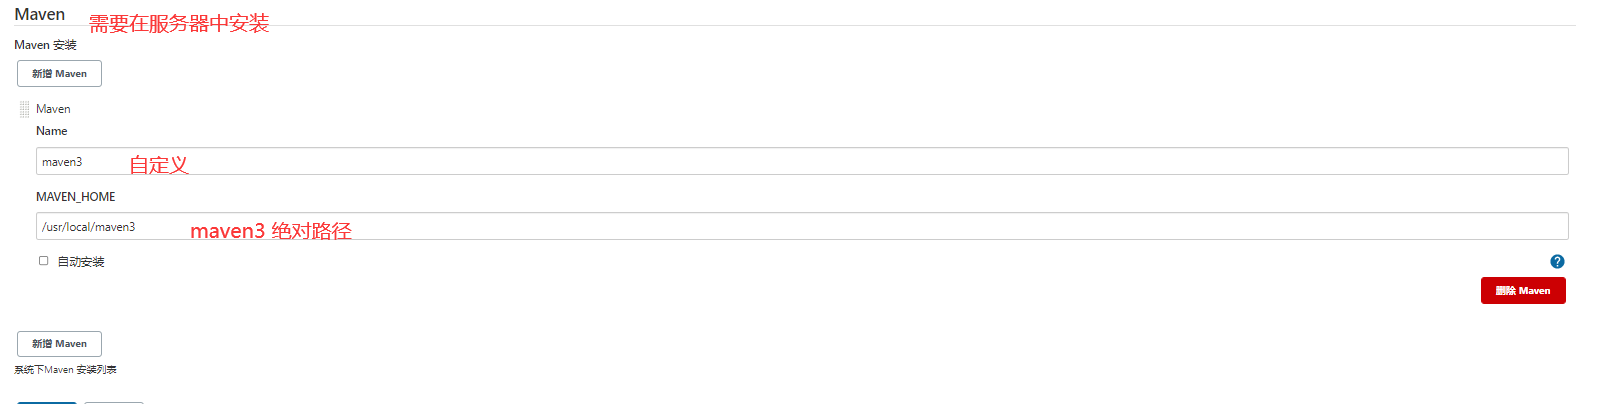 Maven
需要在服务器中安装
Maven 安装
新增 Maven
Maven
Name
maven3
自定义
MAVEN_HOME
/usr/local/maven3
maven3 绝对路径
自动安装
?
删除 Maven
新增 Maven
系统下Maven 安装列表